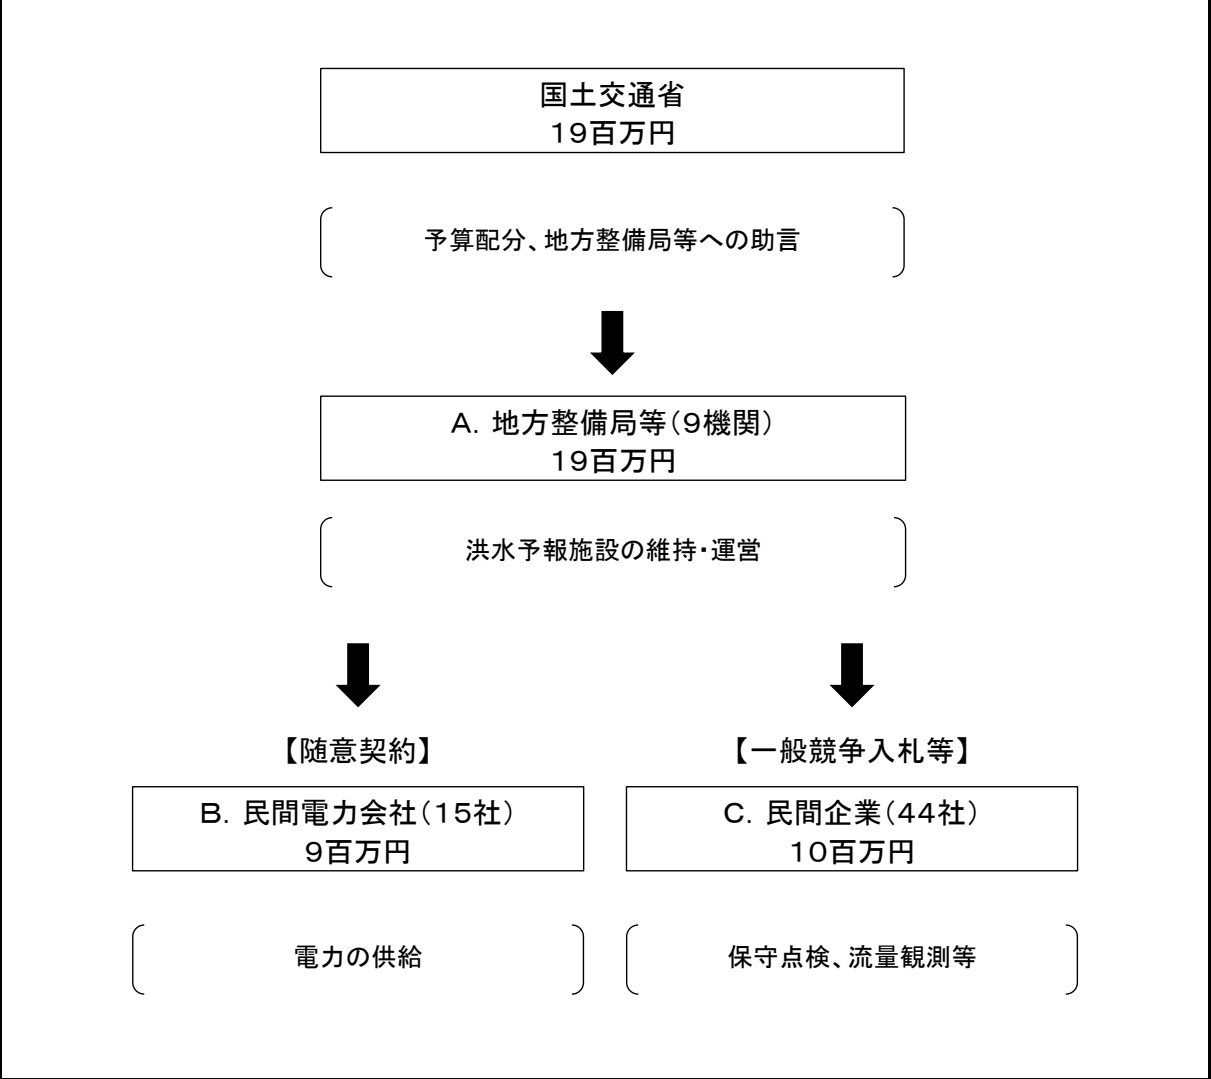 国土交通省
19百万円
予算配分、地方整備局等への助言
A. 地方整備局等(9機関)
19百万円
洪水予報施設の維持・運営
【随意契約】
【一般競争入札等】
B. 民間電力会社(15社)
9百万円
C. 民間企業(44社)
10百万円
電力の供給
保守点検、流量観測等